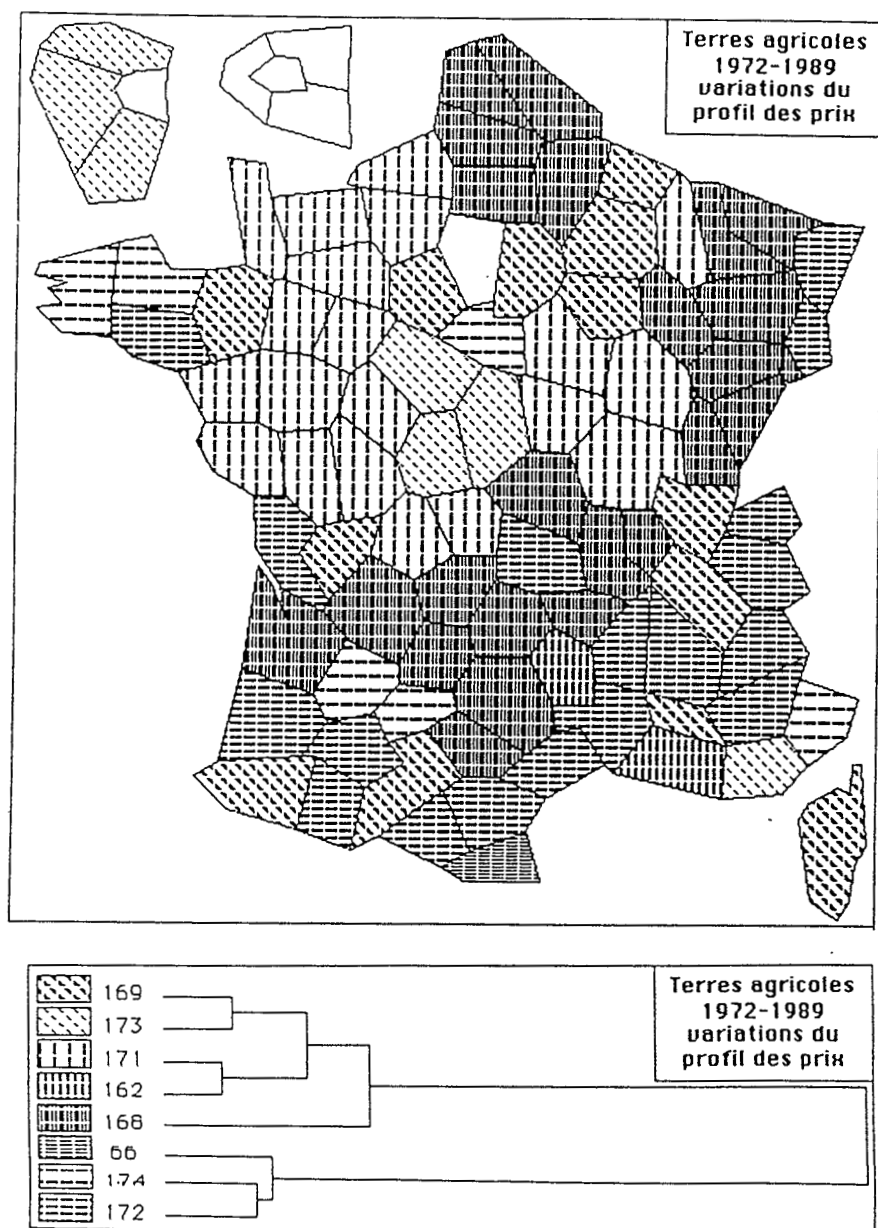 Terres agricoles
1972-1989
variations du
profil des prix
Terres agricoles
1972-1989
variations du
profil des prix
169
173
171
162
168
66
174
172